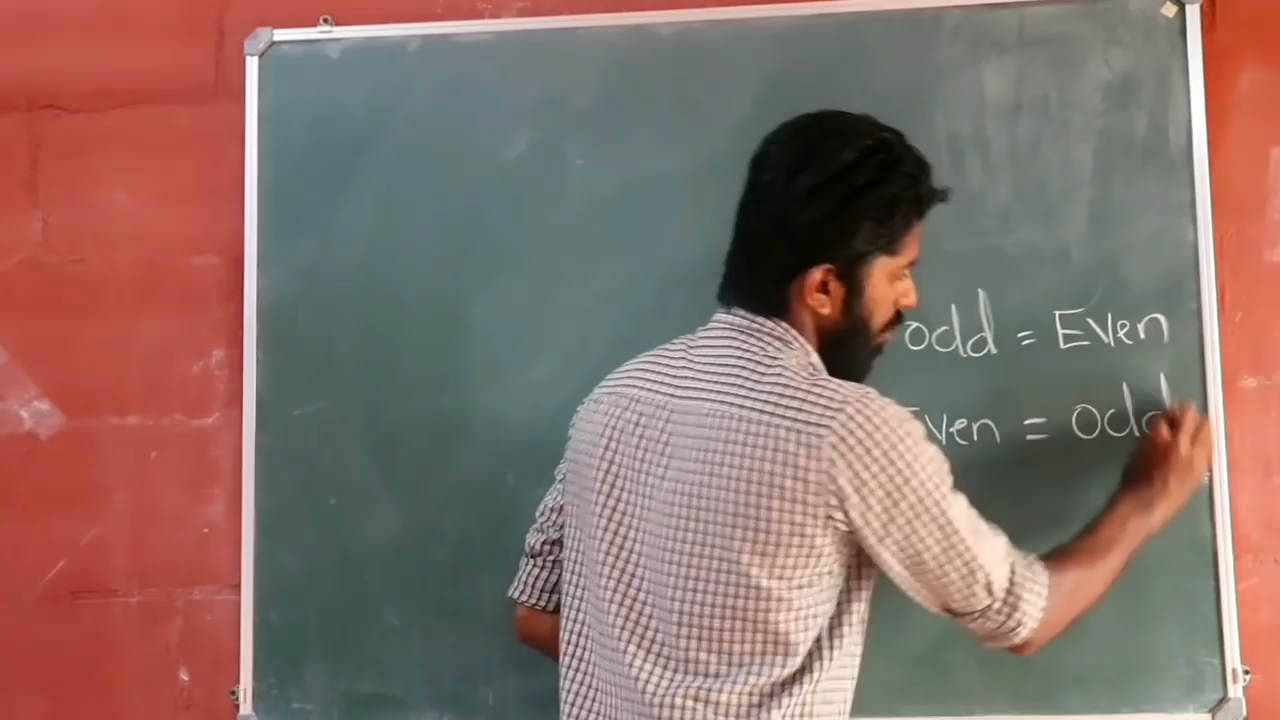 odd = Even
Even = odd